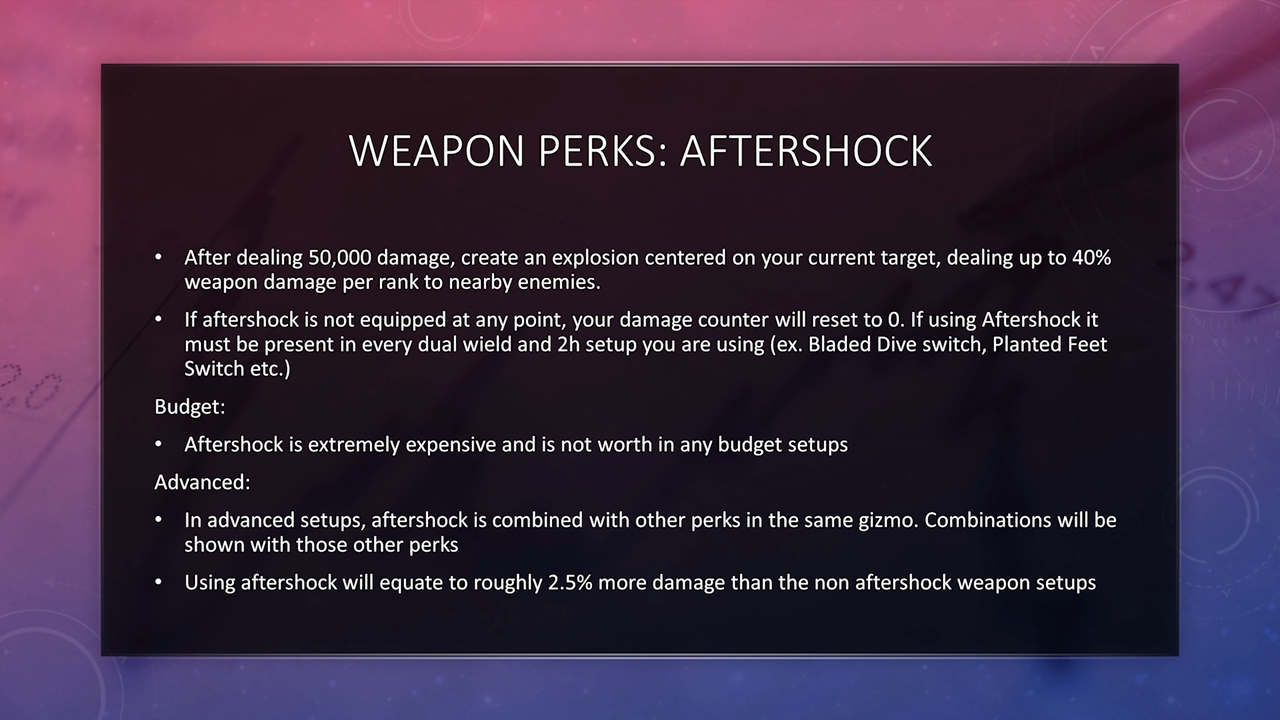 WEAPON PERKS: AFTERSHOCK
• After dealing 50,000 damage, create an explosion centered on your current target, dealing up to 40%
weapon damage per rank to nearby enemies.
• If aftershock is not equipped at any point, your damage counter will reset to 0. If using Aftershock it
must be present in every dual wield and 2h setup you are using (ex. Bladed Dive switch, Planted Feet
Switch etc.)
Budget:
• Aftershock is extremely expensive and is not worth in any budget setups
Advanced:
• In advanced setups, aftershock is combined with other perks in the same gizmo. Combinations will be
shown with those other perks
• Using aftershock will equate to roughly 2.5% more damage than the non aftershock weapon setups